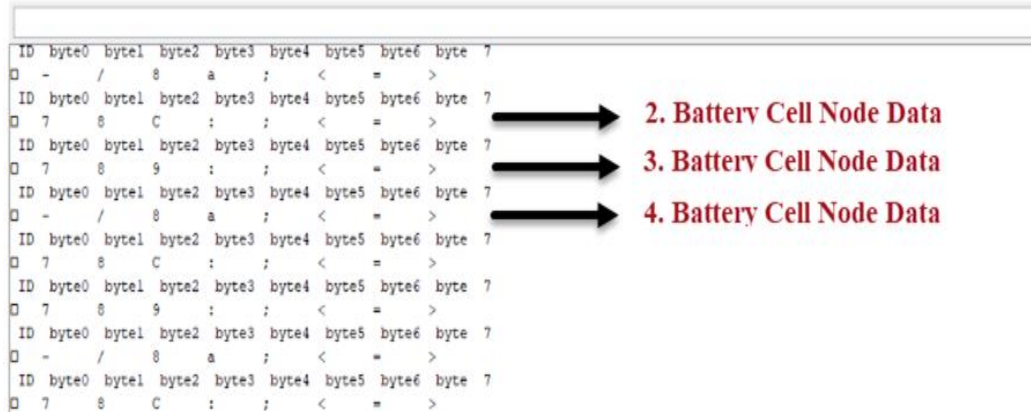 ID byte0 byte1 byte2 byte3 byte4 byte5 byte6 byte 7
□ - / 8 a ; < = >
ID byte0 byte1 byte2 byte3 byte4 byte5 byte6 byte 7
□ 7 8 C : ; < = > 2. Battery Cell Node Data
ID byte0 byte1 byte2 byte3 byte4 byte5 byte6 byte 7
□ 7 8 9 : ; < = > 3. Battery Cell Node Data
ID byte0 byte1 byte2 byte3 byte4 byte5 byte6 byte 7
□ - / 8 a ; < = > 4. Battery Cell Node Data
ID byte0 byte1 byte2 byte3 byte4 byte5 byte6 byte 7
□ 7 8 C : ; < = >
ID byte0 byte1 byte2 byte3 byte4 byte5 byte6 byte 7
□ 7 8 9 : ; < = >
ID byte0 byte1 byte2 byte3 byte4 byte5 byte6 byte 7
□ - / 8 a ; < = >
ID byte0 byte1 byte2 byte3 byte4 byte5 byte6 byte 7
□ 7 8 C : ; < = >